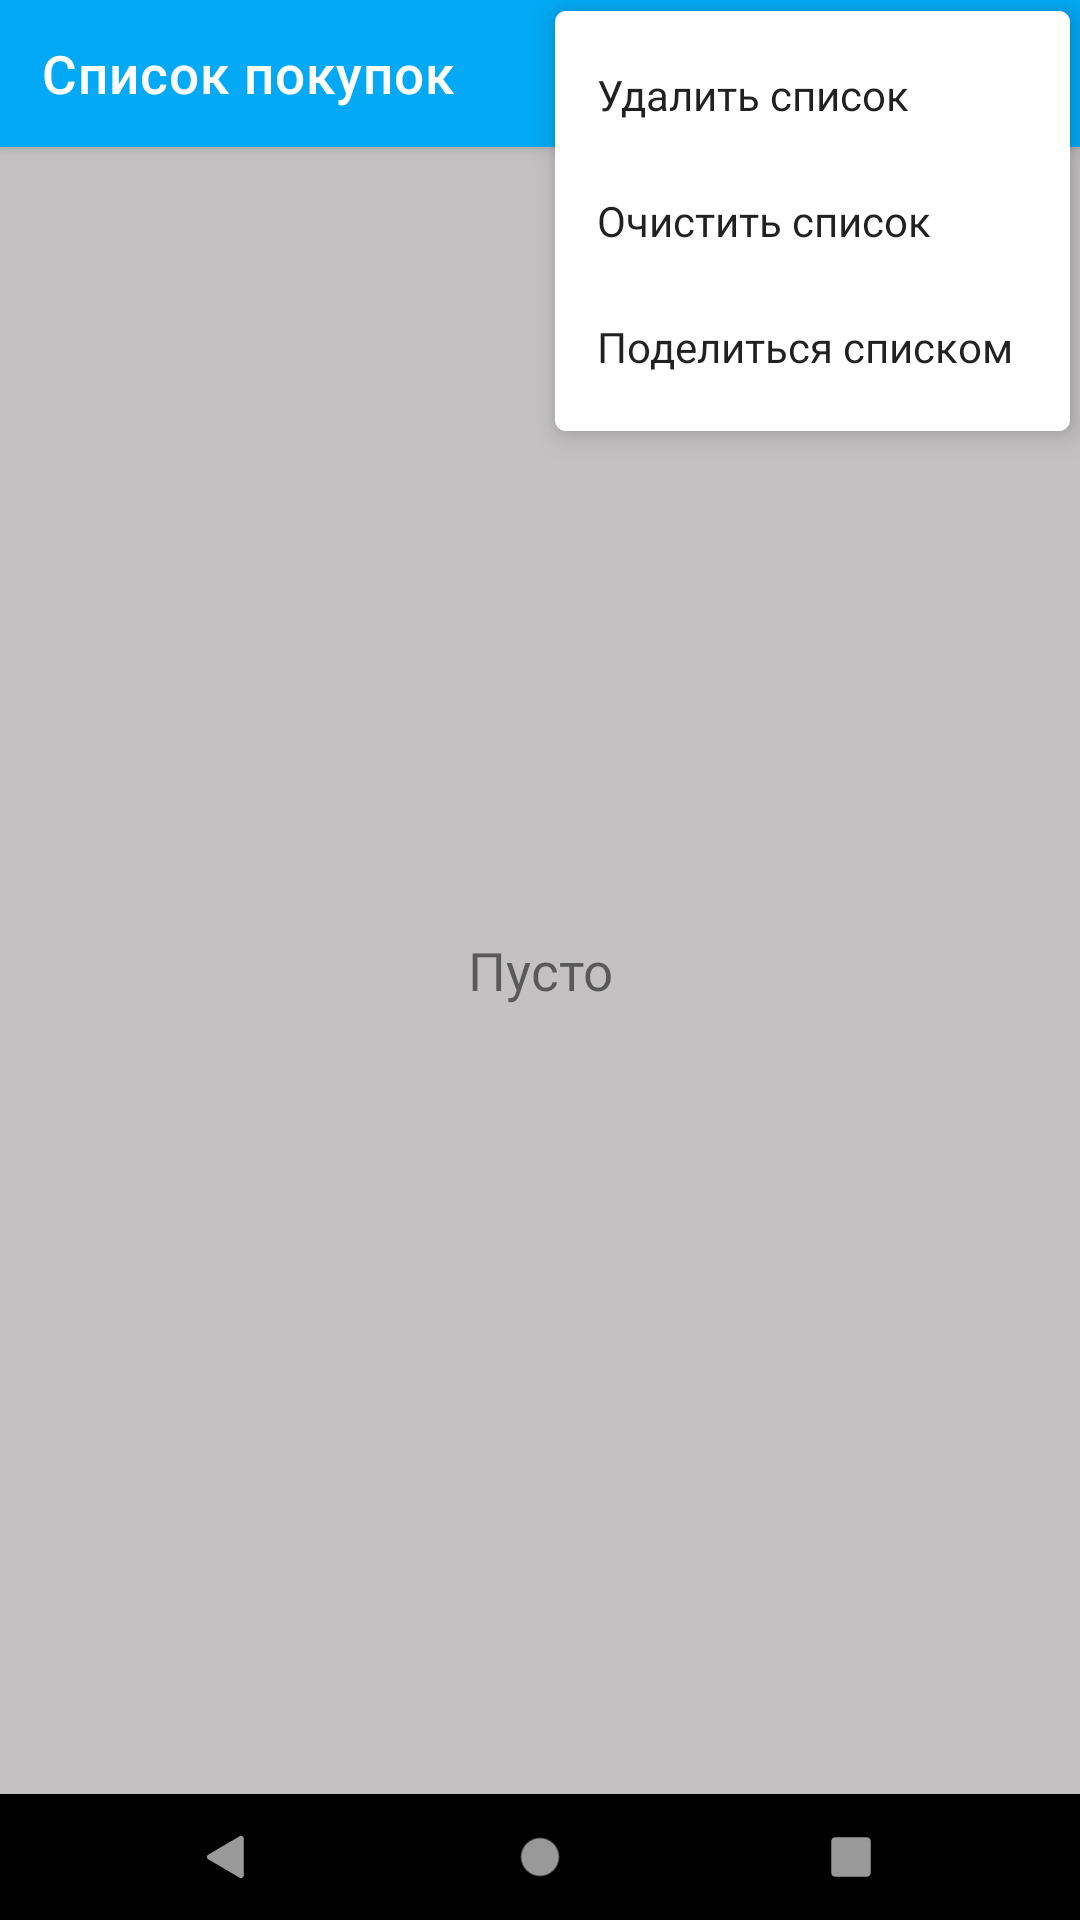 Список покупок
Удалить список
Очистить список
Поделиться списком
Пусто